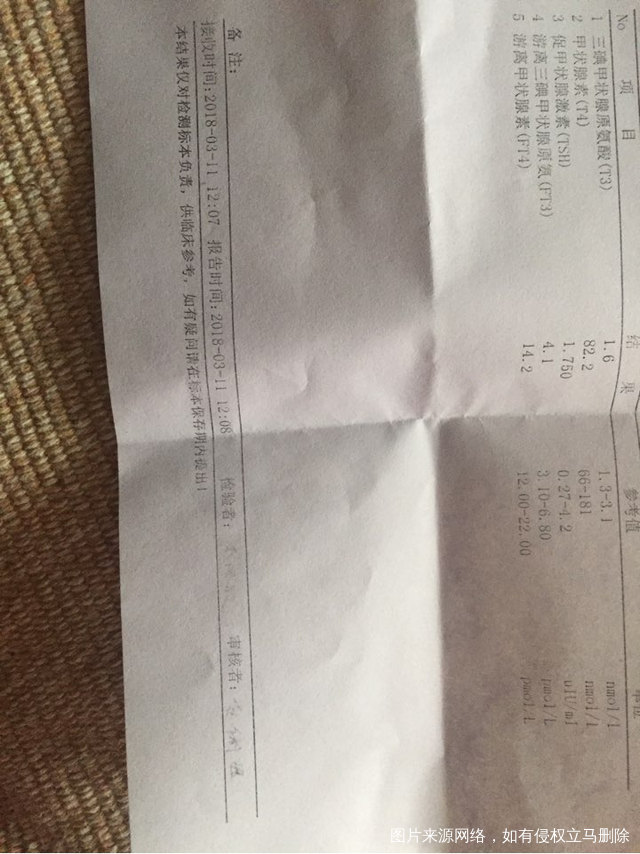 No 项 目 结 果 参考值 单位
1 三碘甲状腺原氨酸(T3) 1.6 1.3-3.1 nmol/L
2 甲状腺素(T4) 82.2 66-181 nmol/L
3 促甲状腺激素(TSH) 1.750 0.27-4.2 uIU/ml
4 游离三碘甲状腺原氨(FT3) 4.1 3.10-6.80 pmol/L
5 游离甲状腺素(FT4) 14.2 12.00-22.00 pmol/L
备 注:
接收时间:2018-03-11 12:07 报告时间:2018-03-11 12:08 检验者: 审核者:
本结果仅对检测标本负责，供临床参考，如有疑问请在标本保存期内提出!
图片来源网络，如有侵权立马删除